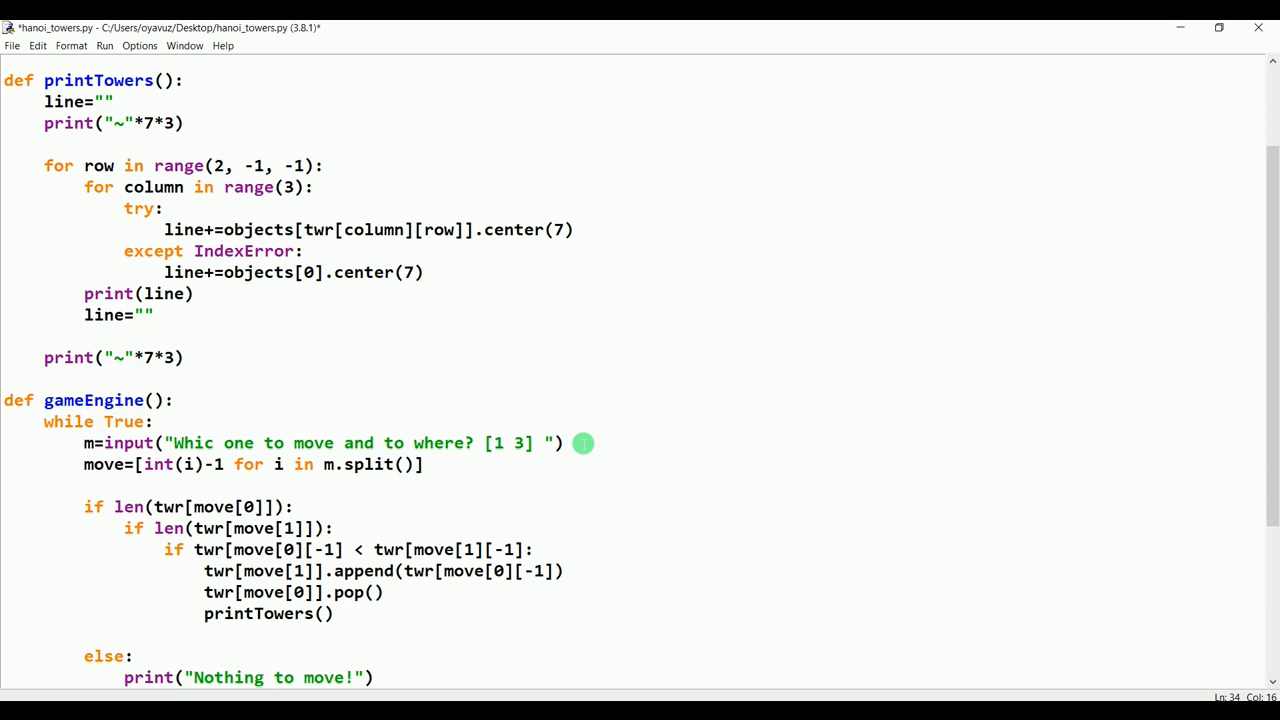 *hanoi_towers.py - C:/Users/oyavuz/Desktop/hanoi_towers.py (3.8.1)*
File Edit Format Run Options Window Help
def printTowers():
    line=""
    print("~"*7*3)
    for row in range(2, -1, -1):
        for column in range(3):
            try:
                line+=objects[twr[column][row]].center(7)
            except IndexError:
                line+=objects[0].center(7)
        print(line)
        line=""
    print("~"*7*3)
def gameEngine():
    while True:
        m=input("Whic one to move and to where? [1 3] ")
        move=[int(i)-1 for i in m.split()]
        if len(twr[move[0]]):
            if len(twr[move[1]]):
                if twr[move[0][-1] < twr[move[1][-1]:
                    twr[move[1]].append(twr[move[0][-1])
                    twr[move[0]].pop()
                    printTowers()
        else:
            print("Nothing to move!")
Ln: 34 Col: 16